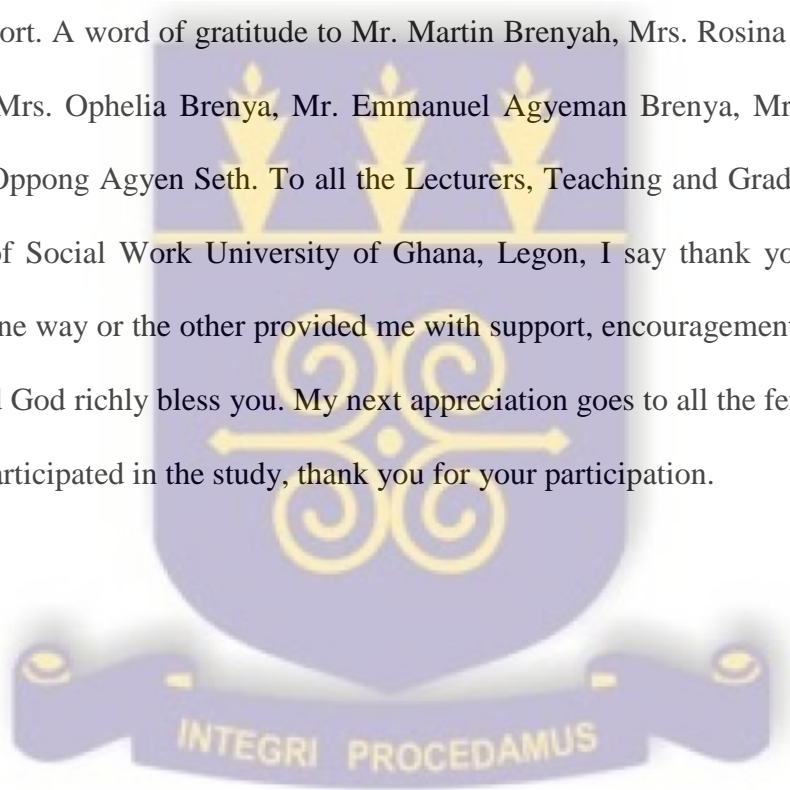 ort. A word of gratitude to Mr. Martin Brenyah, Mrs. Rosina
Mrs. Ophelia Brenya, Mr. Emmanuel Agyeman Brenya, Mr
Oppong Agyen Seth. To all the Lecturers, Teaching and Grad
of Social Work University of Ghana, Legon, I say thank yo
ne way or the other provided me with support, encouragement
d God richly bless you. My next appreciation goes to all the fe
articipated in the study, thank you for your participation.
INTEGRI PROCEDAMUS